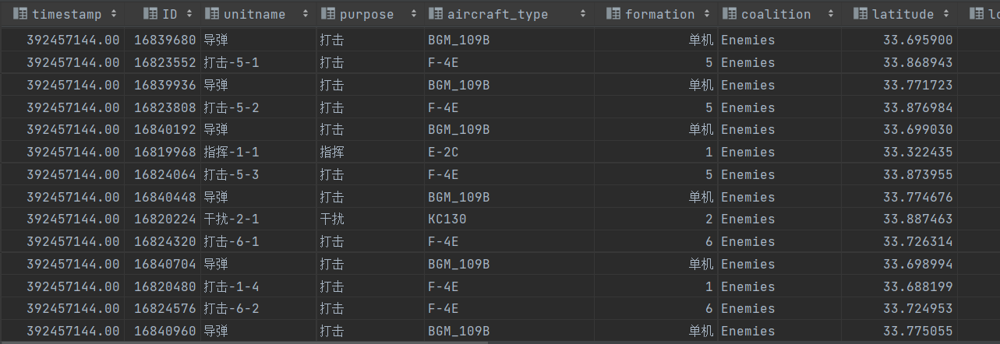 timestamp ID unitname purpose aircraft_type formation coalition latitude lo
392457144.00 16839680 导弹 打击 BGM_109B 单机 Enemies 33.695900
392457144.00 16823552 打击-5-1 打击 F-4E 5 Enemies 33.868943
392457144.00 16839936 导弹 打击 BGM_109B 单机 Enemies 33.771723
392457144.00 16823808 打击-5-2 打击 F-4E 5 Enemies 33.876984
392457144.00 16840192 导弹 打击 BGM_109B 单机 Enemies 33.699030
392457144.00 16819968 指挥-1-1 指挥 E-2C 1 Enemies 33.322435
392457144.00 16824064 打击-5-3 打击 F-4E 5 Enemies 33.873955
392457144.00 16840448 导弹 打击 BGM_109B 单机 Enemies 33.774676
392457144.00 16820224 干扰-2-1 干扰 KC130 2 Enemies 33.887463
392457144.00 16824320 打击-6-1 打击 F-4E 6 Enemies 33.726314
392457144.00 16840704 导弹 打击 BGM_109B 单机 Enemies 33.698994
392457144.00 16820480 打击-1-4 打击 F-4E 1 Enemies 33.688199
392457144.00 16824576 打击-6-2 打击 F-4E 6 Enemies 33.724953
392457144.00 16840960 导弹 打击 BGM_109B 单机 Enemies 33.775055